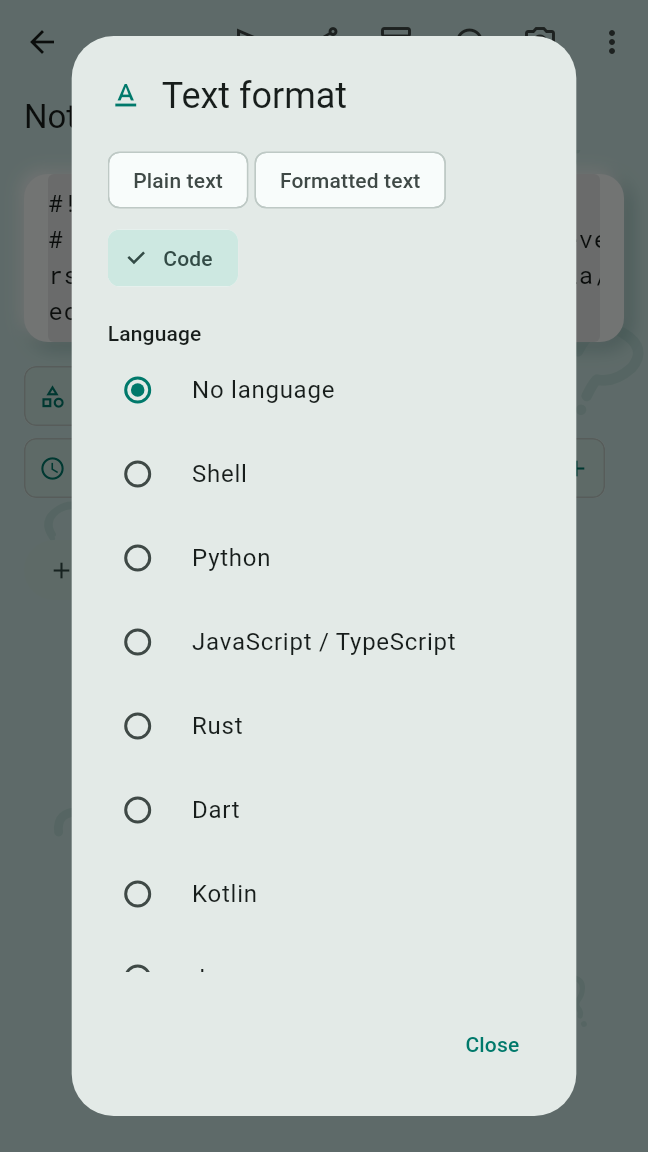 Text format
Plain text
Formatted text
Code
Language
No language
Shell
Python
JavaScript / TypeScript
Rust
Dart
Kotlin
Close
#!
#